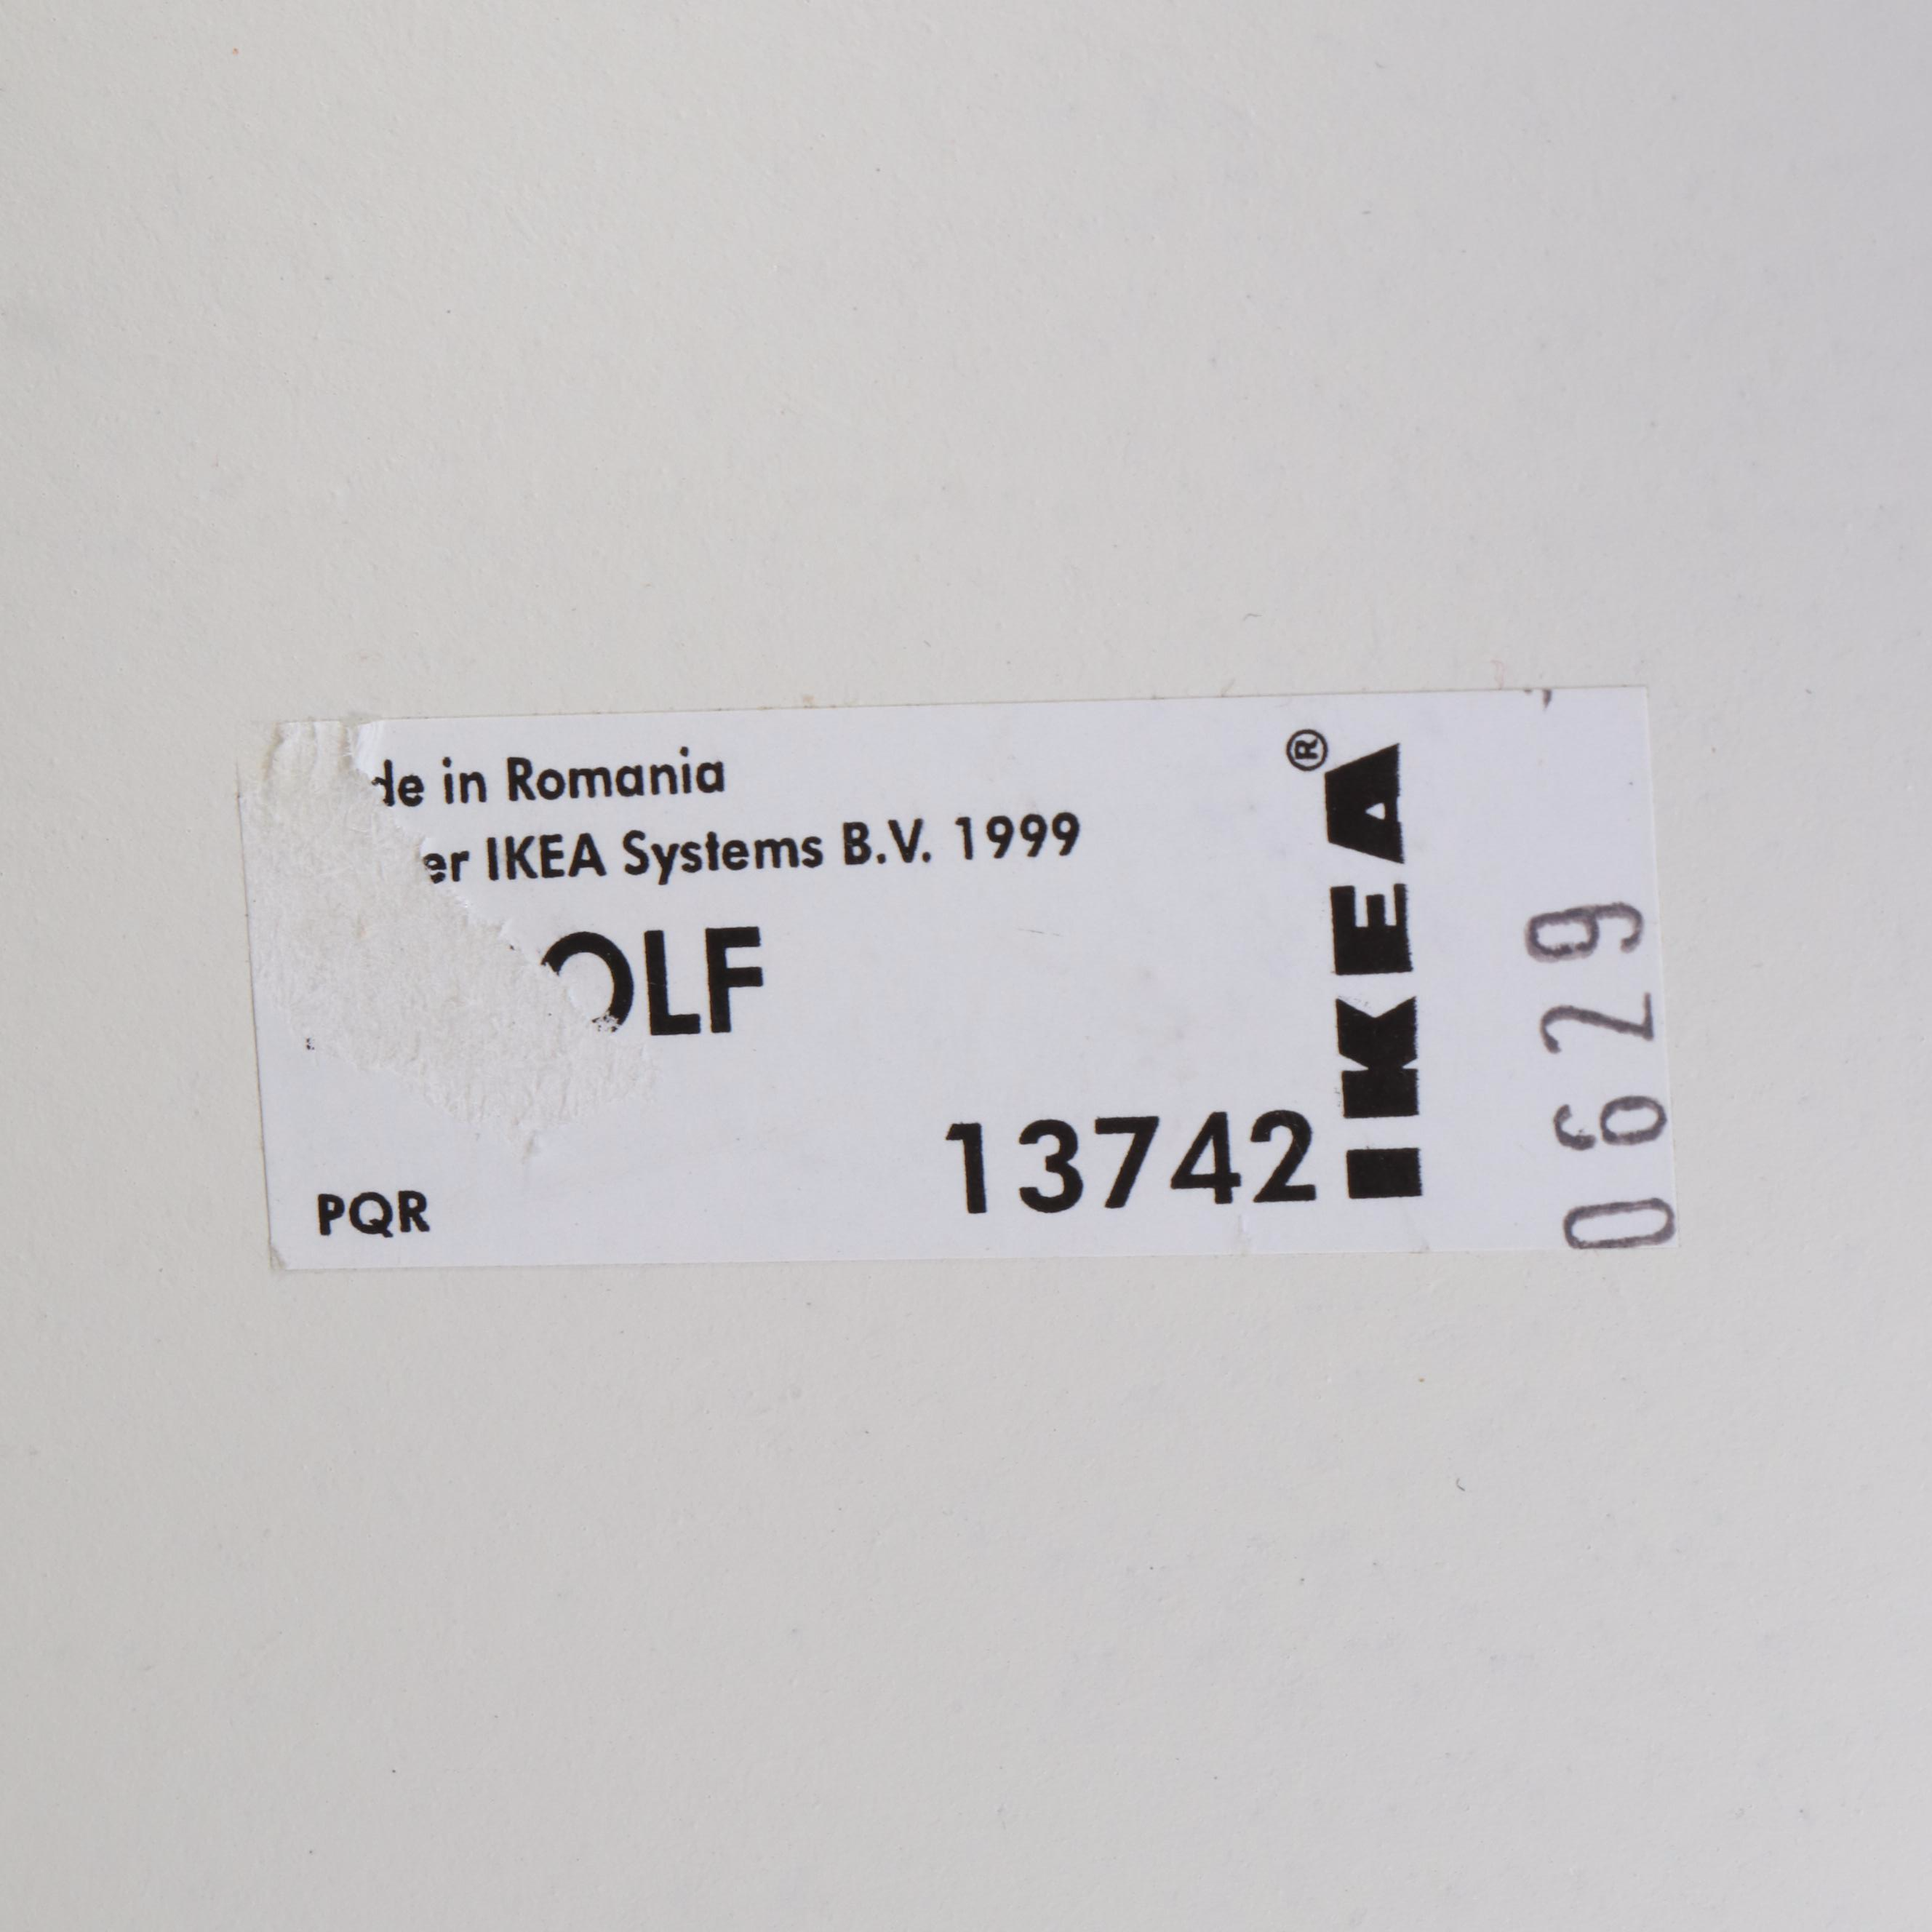 de in Romania
er IKEA Systems B.V. 1999
OLF
PQR
13742
IKEA®
0629